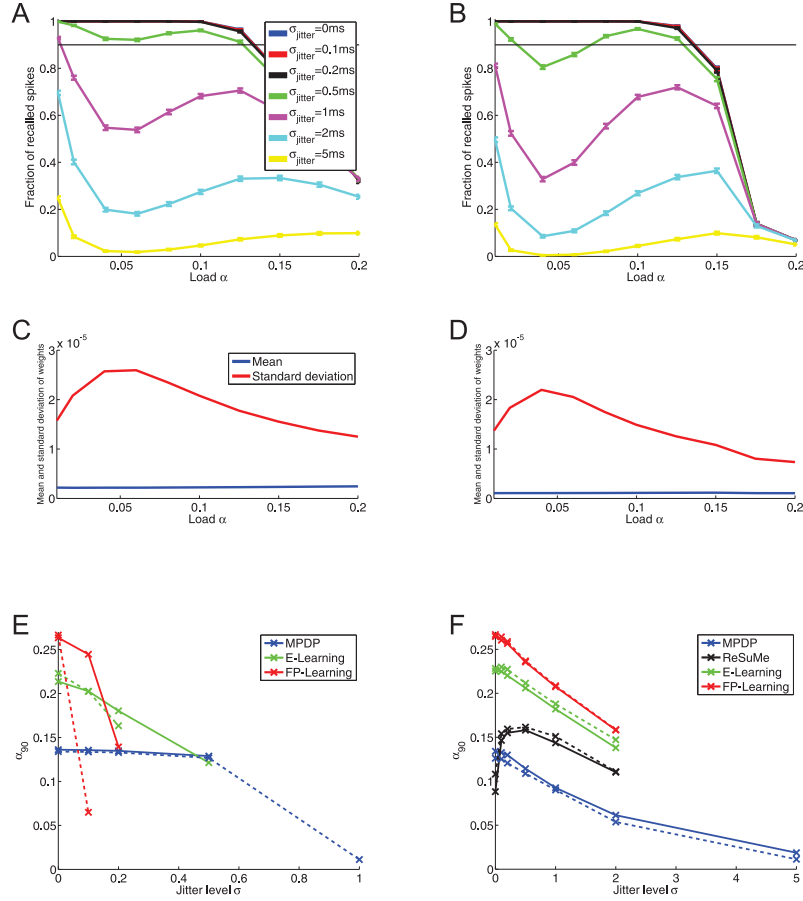 A
Fraction of recalled spikes
1
0.8
0.6
0.4
0.2
0
0.05
0.1
0.15
0.2
Load α
σjitter=0ms
σjitter=0.1ms
σjitter=0.2ms
σjitter=0.5ms
σjitter=1ms
σjitter=2ms
σjitter=5ms
B
Fraction of recalled spikes
1
0.8
0.6
0.4
0.2
0
0.05
0.1
0.15
0.2
Load α
C
Mean and standard deviation of weights
x 10-5
3
2
1
0
0.05
0.1
0.15
0.2
Load α
Mean
Standard deviation
D
Mean and standard deviation of weights
x 10-5
3
2
1
0
0.05
0.1
0.15
0.2
Load α
E
α90
0.25
0.2
0.15
0.1
0.05
0
0
0.2
0.4
0.6
0.8
1
Jitter level σ
MPDP
E-Learning
FP-Learning
F
α90
0.25
0.2
0.15
0.1
0.05
0
0
1
2
3
4
5
Jitter level σ
MPDP
ReSuMe
E-Learning
FP-Learning